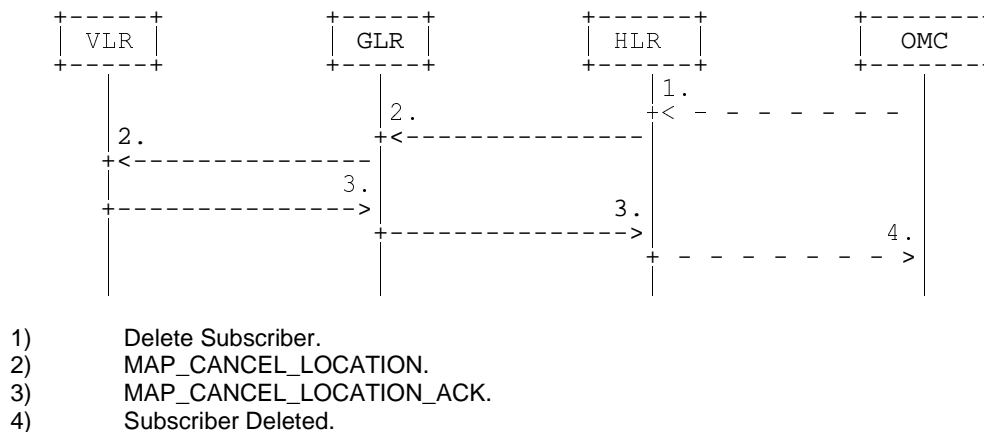 VLR GLR HLR OMC
1.
2.
2.
3.
3.
4.
1) Delete Subscriber.
2) MAP_CANCEL_LOCATION.
3) MAP_CANCEL_LOCATION_ACK.
4) Subscriber Deleted.